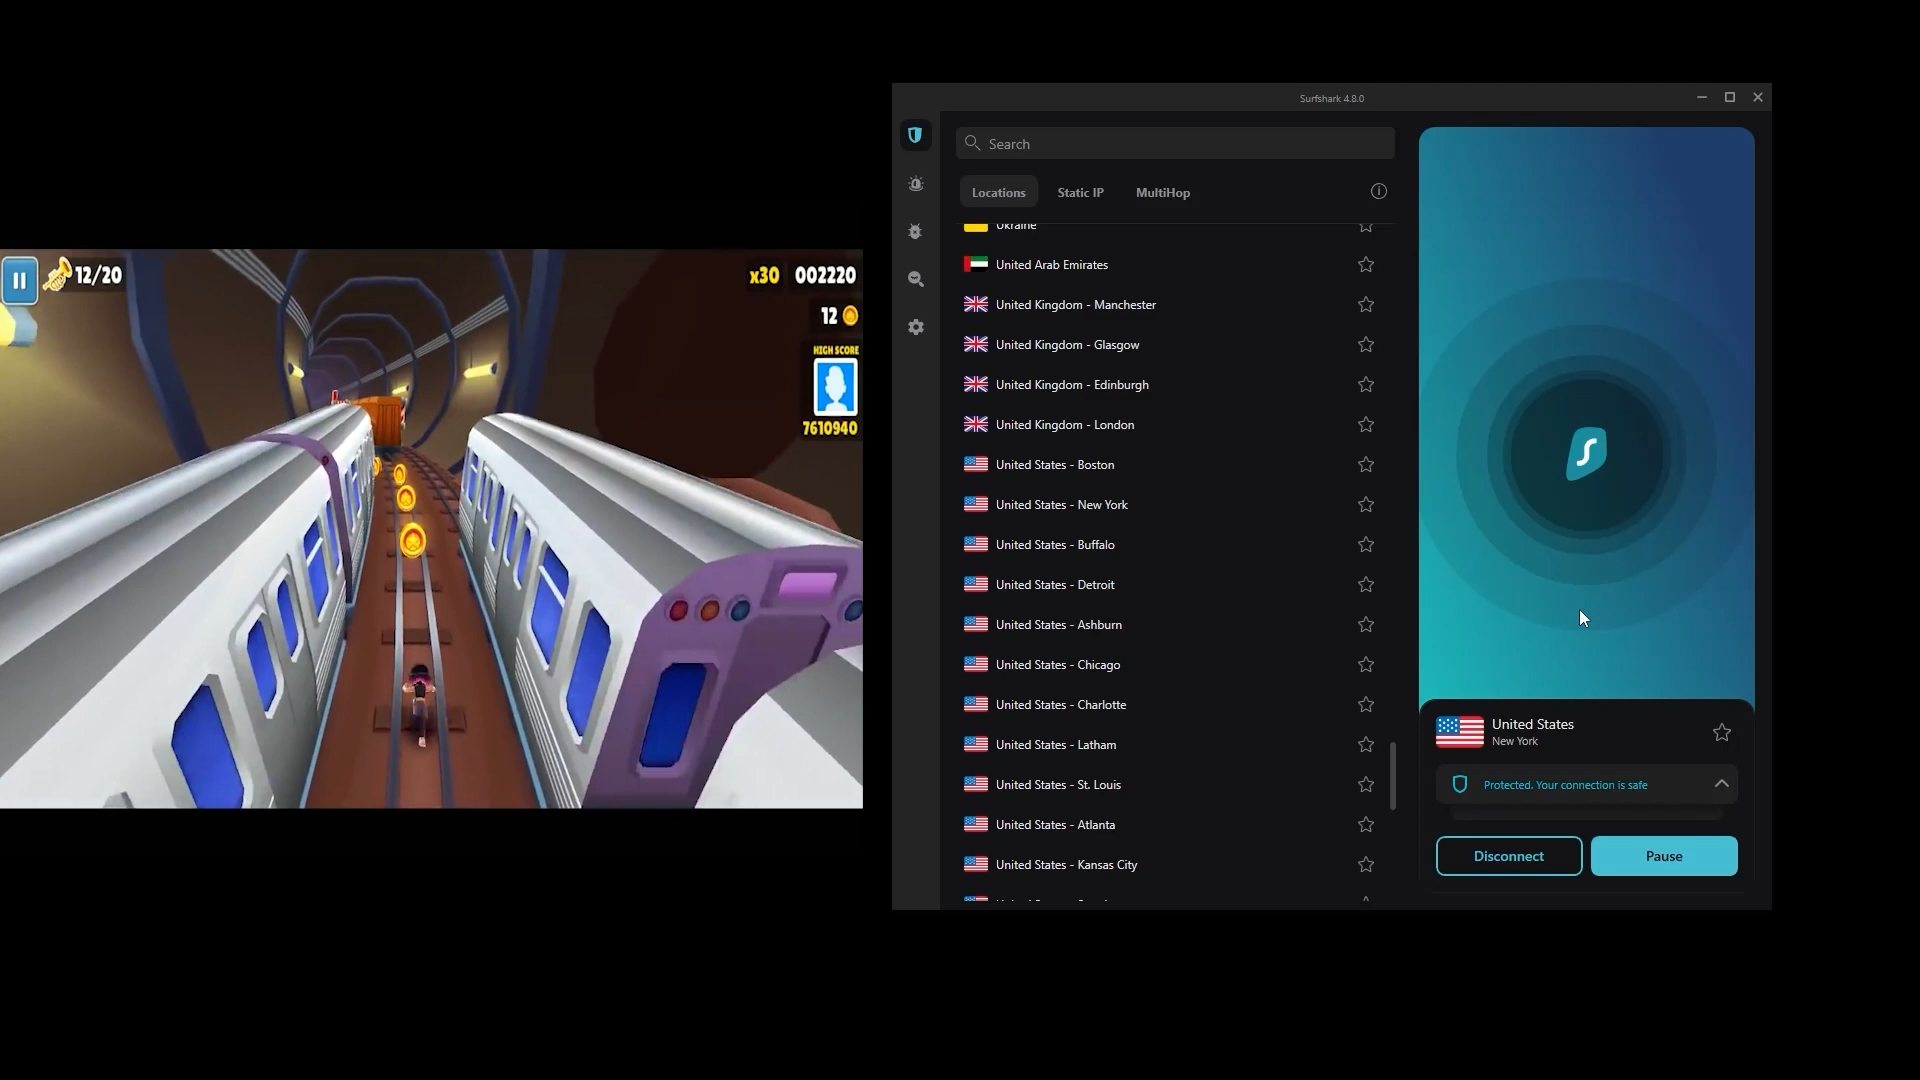 12/20
x30 002220
12
HIGH SCORE
7610940
Surfshark 4.8.0
Search
Locations Static IP MultiHop
Ukraine
United Arab Emirates
United Kingdom - Manchester
United Kingdom - Glasgow
United Kingdom - Edinburgh
United Kingdom - London
United States - Boston
United States - New York
United States - Buffalo
United States - Detroit
United States - Ashburn
United States - Chicago
United States - Charlotte
United States - Latham
United States - St. Louis
United States - Atlanta
United States - Kansas City
United States
New York
Protected. Your connection is safe
Disconnect Pause